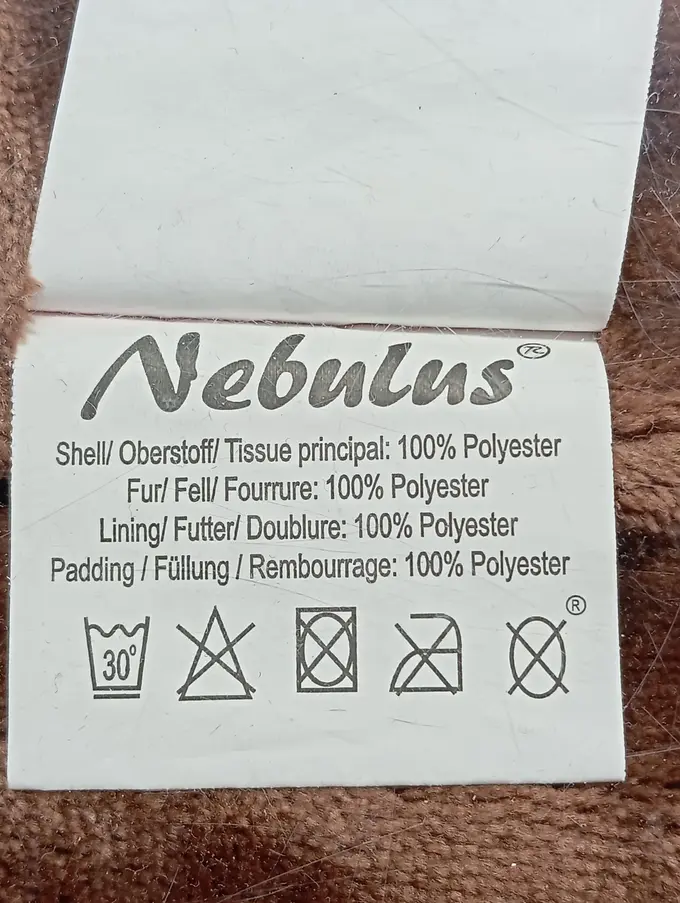 Nebulus TR
Shell/ Oberstoff/ Tissue principal: 100% Polyester
Fur/ Fell/ Fourrure: 100% Polyester
Lining/ Futter/ Doublure: 100% Polyester
Padding / Füllung / Rembourrage: 100% Polyester
30° ®